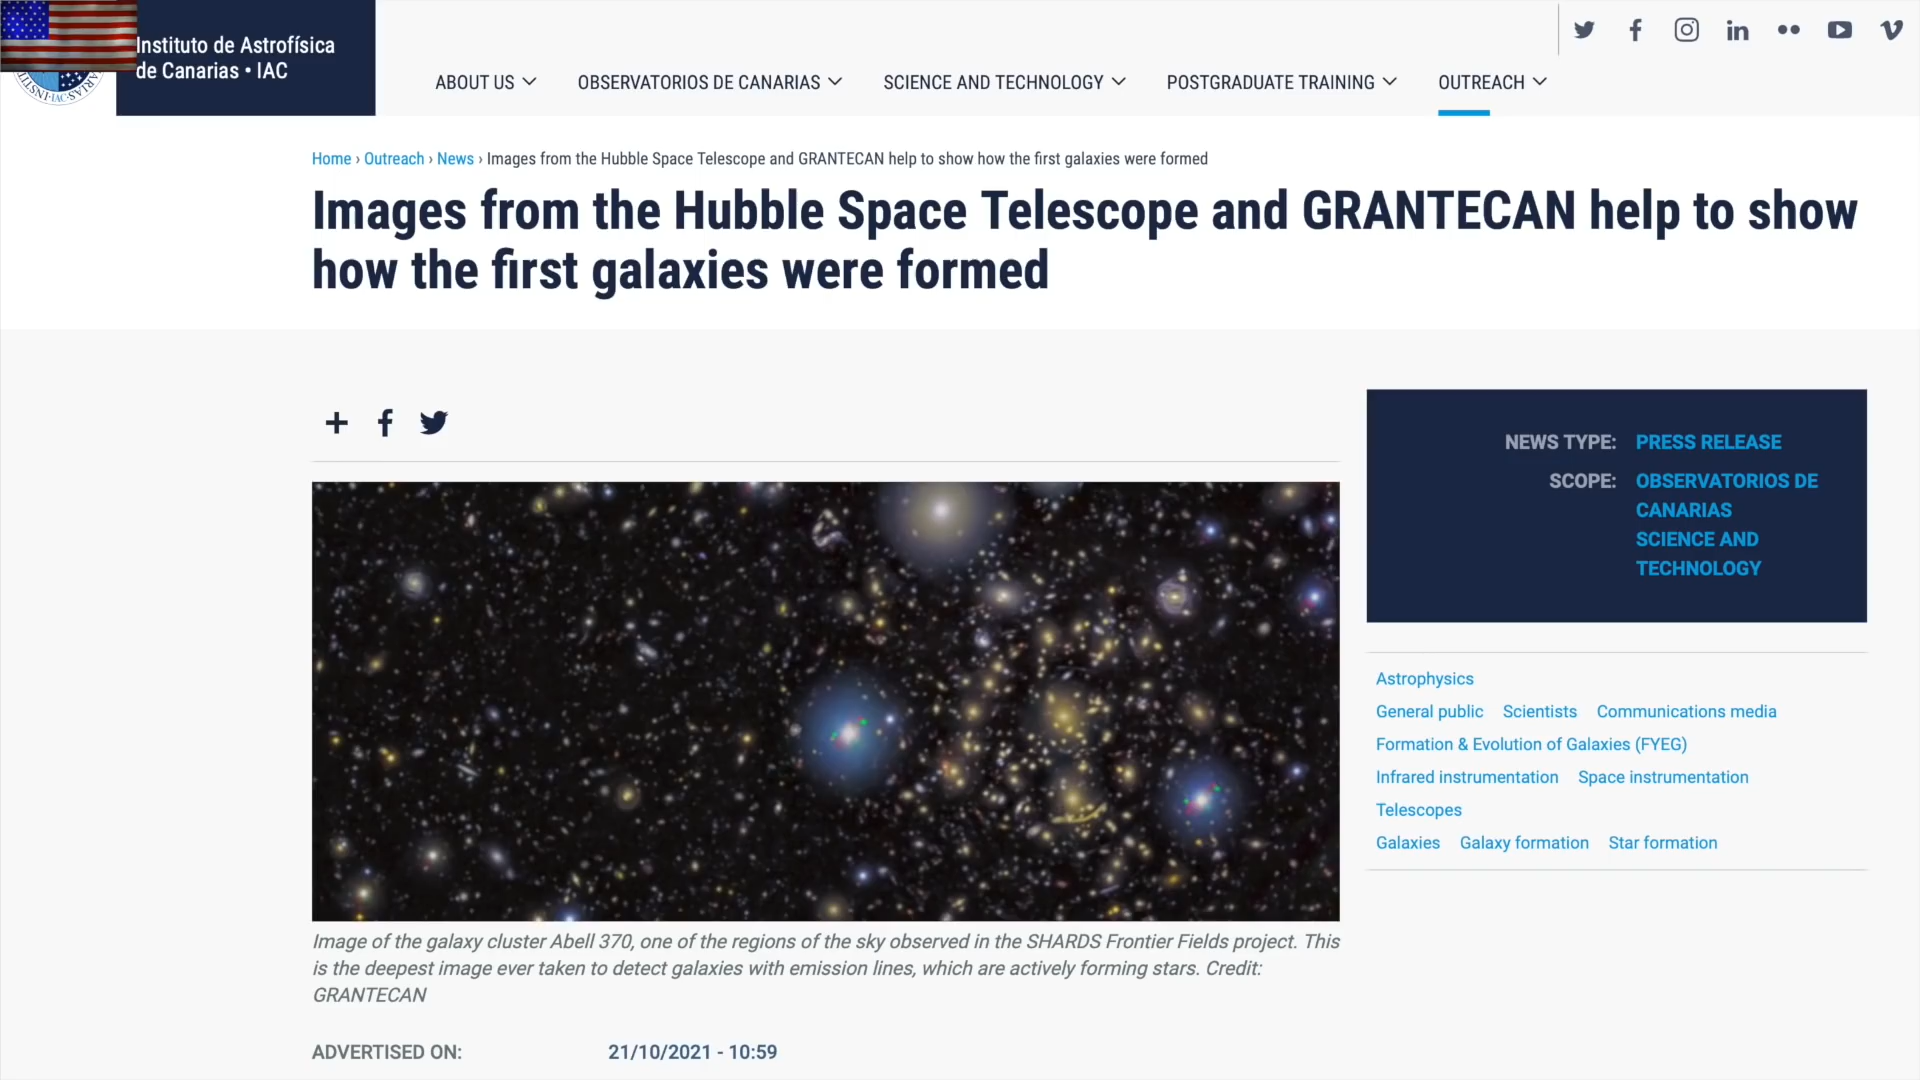 Instituto de Astrofísica
de Canarias • IAC
ABOUT US
OBSERVATORIOS DE CANARIAS
SCIENCE AND TECHNOLOGY
POSTGRADUATE TRAINING
OUTREACH
Home › Outreach › News › Images from the Hubble Space Telescope and GRANTECAN help to show how the first galaxies were formed
Images from the Hubble Space Telescope and GRANTECAN help to show
how the first galaxies were formed
NEWS TYPE: PRESS RELEASE
SCOPE: OBSERVATORIOS DE
CANARIAS
SCIENCE AND
TECHNOLOGY
Astrophysics
General public Scientists Communications media
Formation & Evolution of Galaxies (FYEG)
Infrared instrumentation Space instrumentation
Telescopes
Galaxies Galaxy formation Star formation
Image of the galaxy cluster Abell 370, one of the regions of the sky observed in the SHARDS Frontier Fields project. This
is the deepest image ever taken to detect galaxies with emission lines, which are actively forming stars. Credit:
GRANTECAN
ADVERTISED ON: 21/10/2021 - 10:59